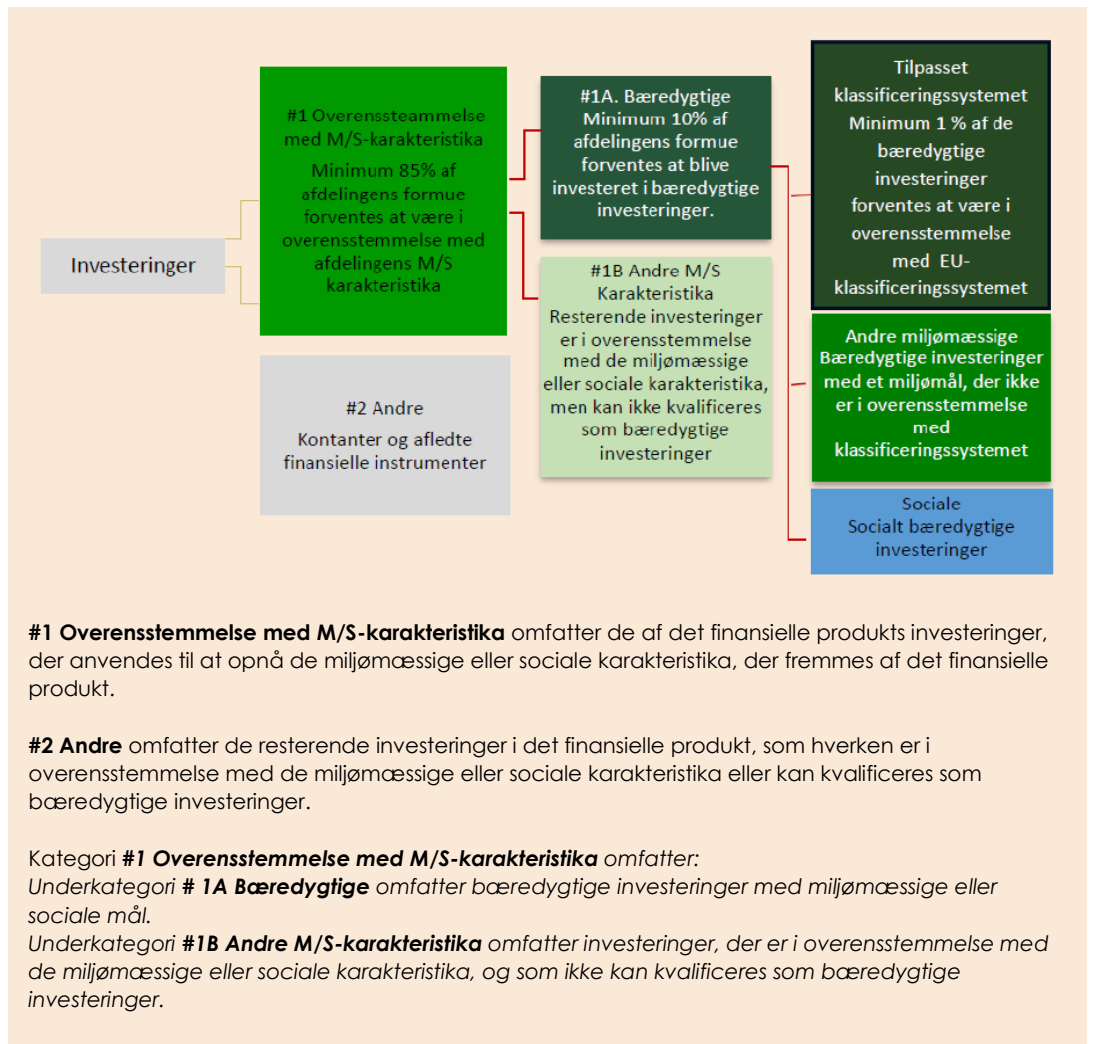 Investeringer
#1 Overenssteammelse
med M/S-karakteristika
Minimum 85% af
afdelingens formue
forventes at være i
overensstemmelse med
afdelingens M/S
karakteristika
#2 Andre
Kontanter og afledte
finansielle instrumenter
#1A. Bæredygtige
Minimum 10% af
afdelingens formue
forventes at blive
investeret i bæredygtige
investeringer.
#1B Andre M/S
Karakteristika
Resterende investeringer
er i overensstemmelse
med de miljømæssige
eller sociale karakteristika,
men kan ikke kvalificeres
som bæredygtige
investeringer
Tilpasset
klassificeringssystemet
Minimum 1 % af de
bæredygtige
investeringer
forventes at være i
overensstemmelse
med EU-
klassificeringssystemet
Andre miljømæssige
Bæredygtige investeringer
med et miljømål, der ikke
er i overensstemmelse
med
klassificeringssystemet
Sociale
Socialt bæredygtige
investeringer
#1 Overensstemmelse med M/S-karakteristika omfatter de af det finansielle produkts investeringer,
der anvendes til at opnå de miljømæssige eller sociale karakteristika, der fremmes af det finansielle
produkt.
#2 Andre omfatter de resterende investeringer i det finansielle produkt, som hverken er i
overensstemmelse med de miljømæssige eller sociale karakteristika eller kan kvalificeres som
bæredygtige investeringer.
Kategori #1 Overensstemmelse med M/S-karakteristika omfatter:
Underkategori # 1A Bæredygtige omfatter bæredygtige investeringer med miljømæssige eller
sociale mål.
Underkategori #1B Andre M/S-karakteristika omfatter investeringer, der er i overensstemmelse med
de miljømæssige eller sociale karakteristika, og som ikke kan kvalificeres som bæredygtige
investeringer.